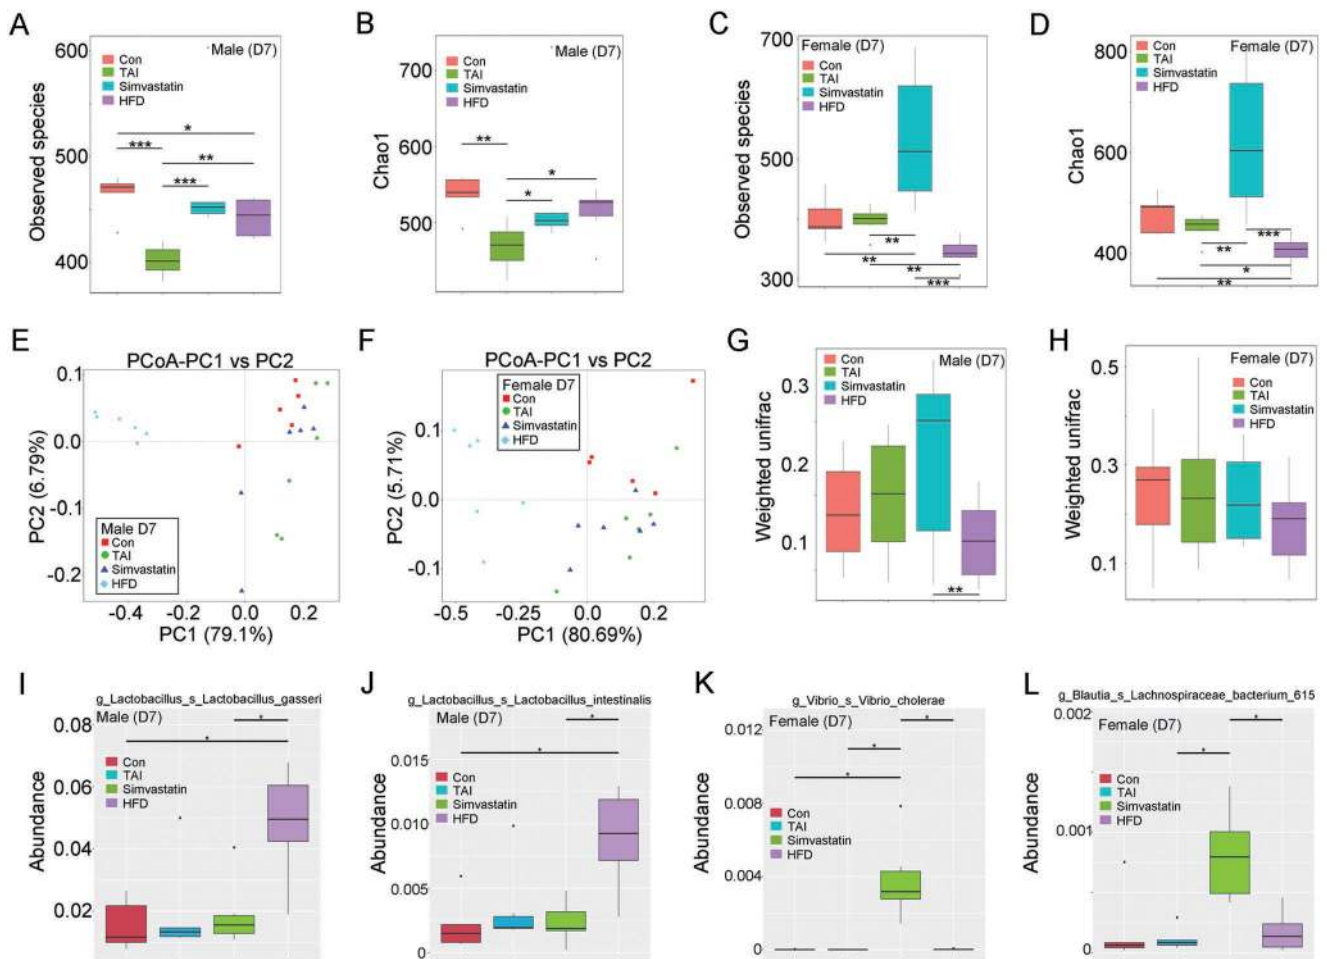 A
600
500
400
Observed species
Male (D7)
Con
TAI
Simvastatin
HFD
*
***
**
***
B
700
500
Chao1
Male (D7)
Con
TAI
Simvastatin
HFD
**
*
*
C
700
500
300
Observed species
Female (D7)
Con
TAI
Simvastatin
HFD
**
**
**
***
D
800
600
400
Chao1
Female (D7)
Con
TAI
Simvastatin
HFD
***
**
*
**
E
PCoA-PC1 vs PC2
0.1
0.0
-0.1
-0.2
PC2 (6.79%)
Male D7
Con
TAI
Simvastatin
HFD
-0.4 -0.2 0.0 0.2
PC1 (79.1%)
F
PCoA-PC1 vs PC2
0.1
0.0
-0.1
PC2 (5.71%)
Female D7
Con
TAI
Simvastatin
HFD
-0.5 -0.25 0.0 0.2
PC1 (80.69%)
G
0.3
0.2
0.1
Weighted unifrac
Con
TAI
Simvastatin
HFD
Male (D7)
**
H
0.5
0.3
0.1
Weighted unifrac
Female (D7)
Con
TAI
Simvastatin
HFD
I
g_Lactobacillus_s_Lactobacillus_gasseri
Male (D7)
0.08
0.06
0.04
0.02
Abundance
Con
TAI
Simvastatin
HFD
*
*
J
g_Lactobacillus_s_Lactobacillus_intestinalis
Male (D7)
0.015
0.010
0.005
0
Abundance
Con
TAI
Simvastatin
HFD
*
*
K
g_Vibrio_s_Vibrio_cholerae
Female (D7)
0.012
0.008
0.004
0
Abundance
Con
TAI
Simvastatin
HFD
*
*
*
L
g_Blautia_s_Lachnospiraceae_bacterium_615
Female (D7)
0.002
0.001
0
Abundance
Con
TAI
Simvastatin
HFD
*
*